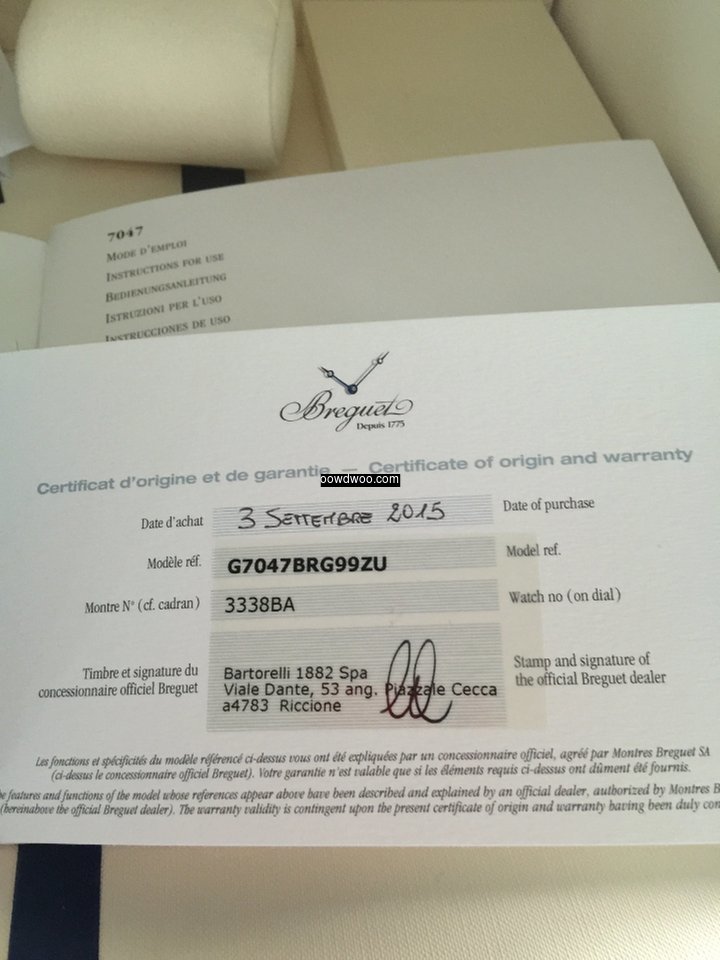 7047
MODE D'EMPLOI
INSTRUCTIONS FOR USE
BEDIENUNGSANLEITUNG
ISTRUZIONI PER L'USO
INSTRUCCIONES DE USO
Breguet
Depuis 1775
Certificat d'origine et de garantie — Certificate of origin and warranty
oowdwoo.com
Date d'achat 3 SETTEMBRE 2015 Date of purchase
Modèle réf. G7047BRG99ZU Model ref.
Montre N° (cf. cadran) 3338BA Watch no (on dial)
Timbre et signature du concessionnaire officiel Breguet
Bartorelli 1882 Spa
Viale Dante, 53 ang. Piazzale Cecca
a4783 Riccione
Stamp and signature of
the official Breguet dealer
Les fonctions et spécificités du modèle référencé ci-dessus vous ont été expliquées par un concessionnaire officiel, agréé par Montres Breguet SA
(ci-dessus le concessionnaire officiel Breguet). Votre garantie n'est valable que si les éléments requis ci-dessus ont dûment été fournis.
features and functions of the model whose references appear above have been described and explained by an official dealer, authorized by Montres B
(hereinabove the official Breguet dealer). The warranty validity is contingent upon the present certificate of origin and warranty having been duly